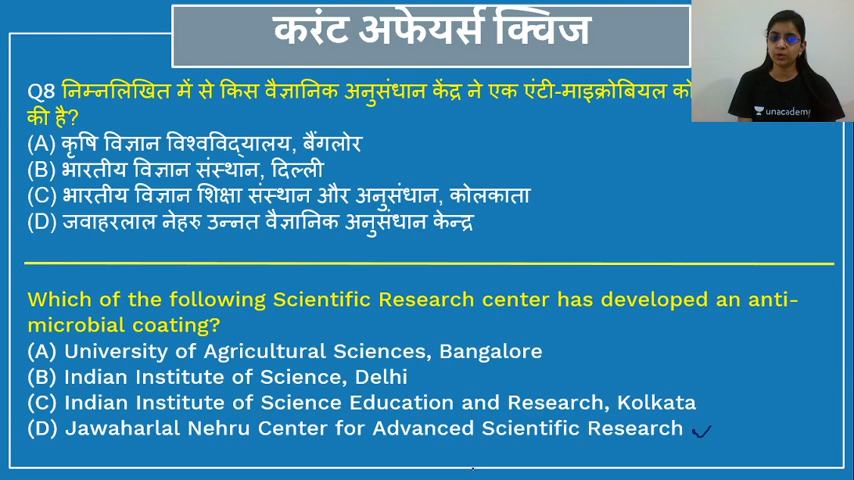 करंट अफेयर्स क्विज
unacademy
Q8 निम्नलिखित में से किस वैज्ञानिक अनुसंधान केंद्र ने एक एंटी-माइक्रोबियल
की है?
(A) कृषि विज्ञान विश्वविद्यालय, बैंगलोर
(B) भारतीय विज्ञान संस्थान, दिल्ली
(C) भारतीय विज्ञान शिक्षा संस्थान और अनुसंधान, कोलकाता
(D) जवाहरलाल नेहरु उन्नत वैज्ञानिक अनुसंधान केन्द्र
Which of the following Scientific Research center has developed an anti-
microbial coating?
(A) University of Agricultural Sciences, Bangalore
(B) Indian Institute of Science, Delhi
(C) Indian Institute of Science Education and Research, Kolkata
(D) Jawaharlal Nehru Center for Advanced Scientific Research